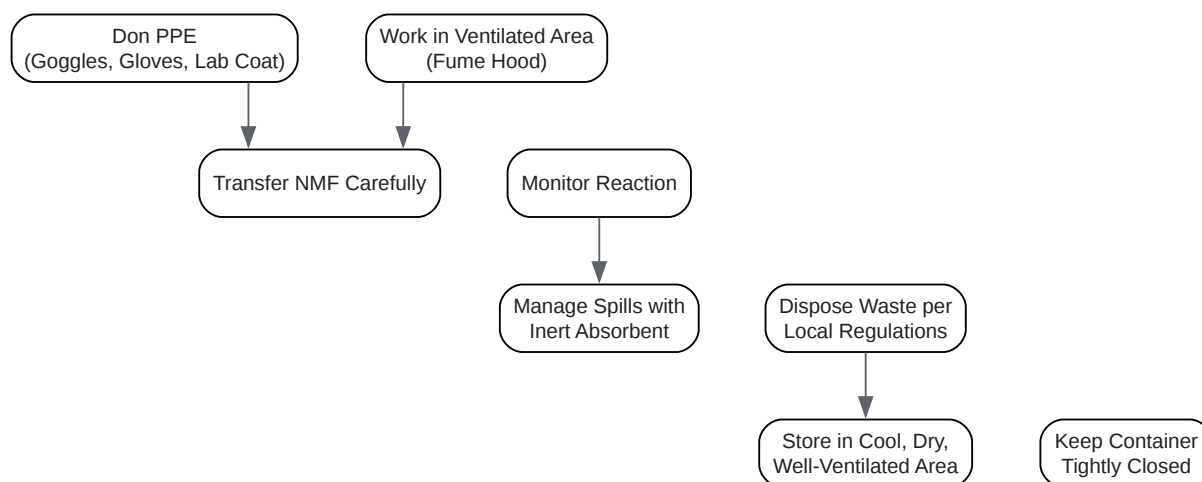 Don PPE
(Goggles, Gloves, Lab Coat)
Work in Ventilated Area
(Fume Hood)
Transfer NMF Carefully
Monitor Reaction
Manage Spills with
Inert Absorbent
Dispose Waste per
Local Regulations
Store in Cool, Dry,
Well-Ventilated Area
Keep Container
Tightly Closed